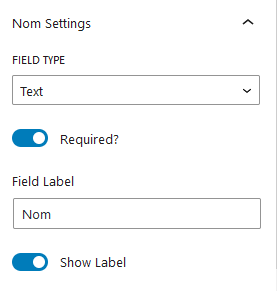 Nom Settings
FIELD TYPE
Text
Required?
Field Label
Nom
Show Label